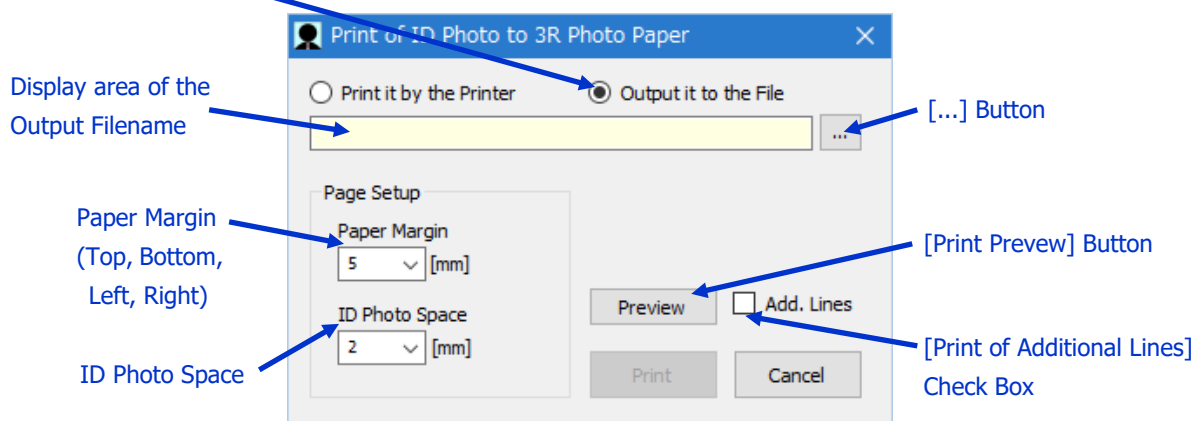 Print of ID Photo to 3R Photo Paper
Display area of the
Output Filename
Print it by the Printer
Output it to the File
...
[...] Button
Page Setup
Paper Margin
(Top, Bottom,
Left, Right)
Paper Margin
5 [mm]
[Print Prevew] Button
ID Photo Space
2 [mm]
Preview
Add. Lines
ID Photo Space
Print
Cancel
[Print of Additional Lines]
Check Box